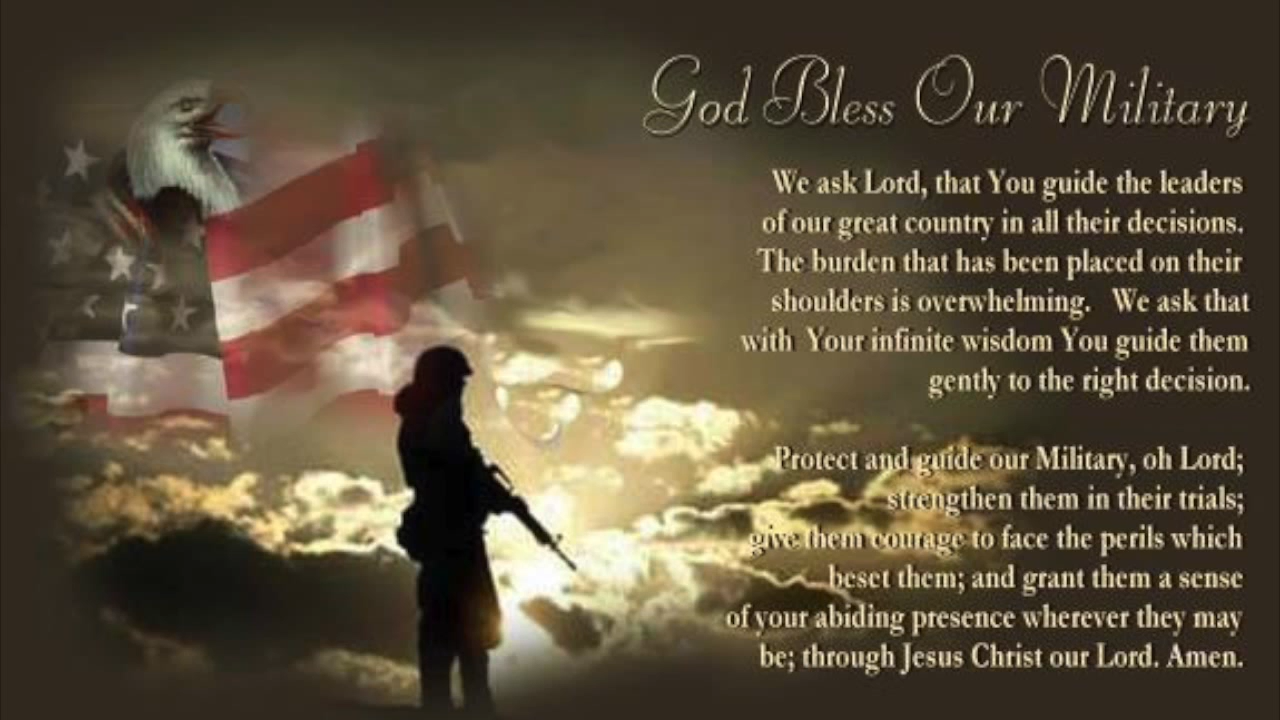 God Bless Our Military
We ask Lord, that You guide the leaders
of our great country in all their decisions.
The burden that has been placed on their
shoulders is overwhelming. We ask that
with Your infinite wisdom You guide them
gently to the right decision.
Protect and guide our Military, oh Lord;
strengthen them in their trials;
give them courage to face the perils which
beset them; and grant them a sense
of your abiding presence wherever they may
be; through Jesus Christ our Lord. Amen.